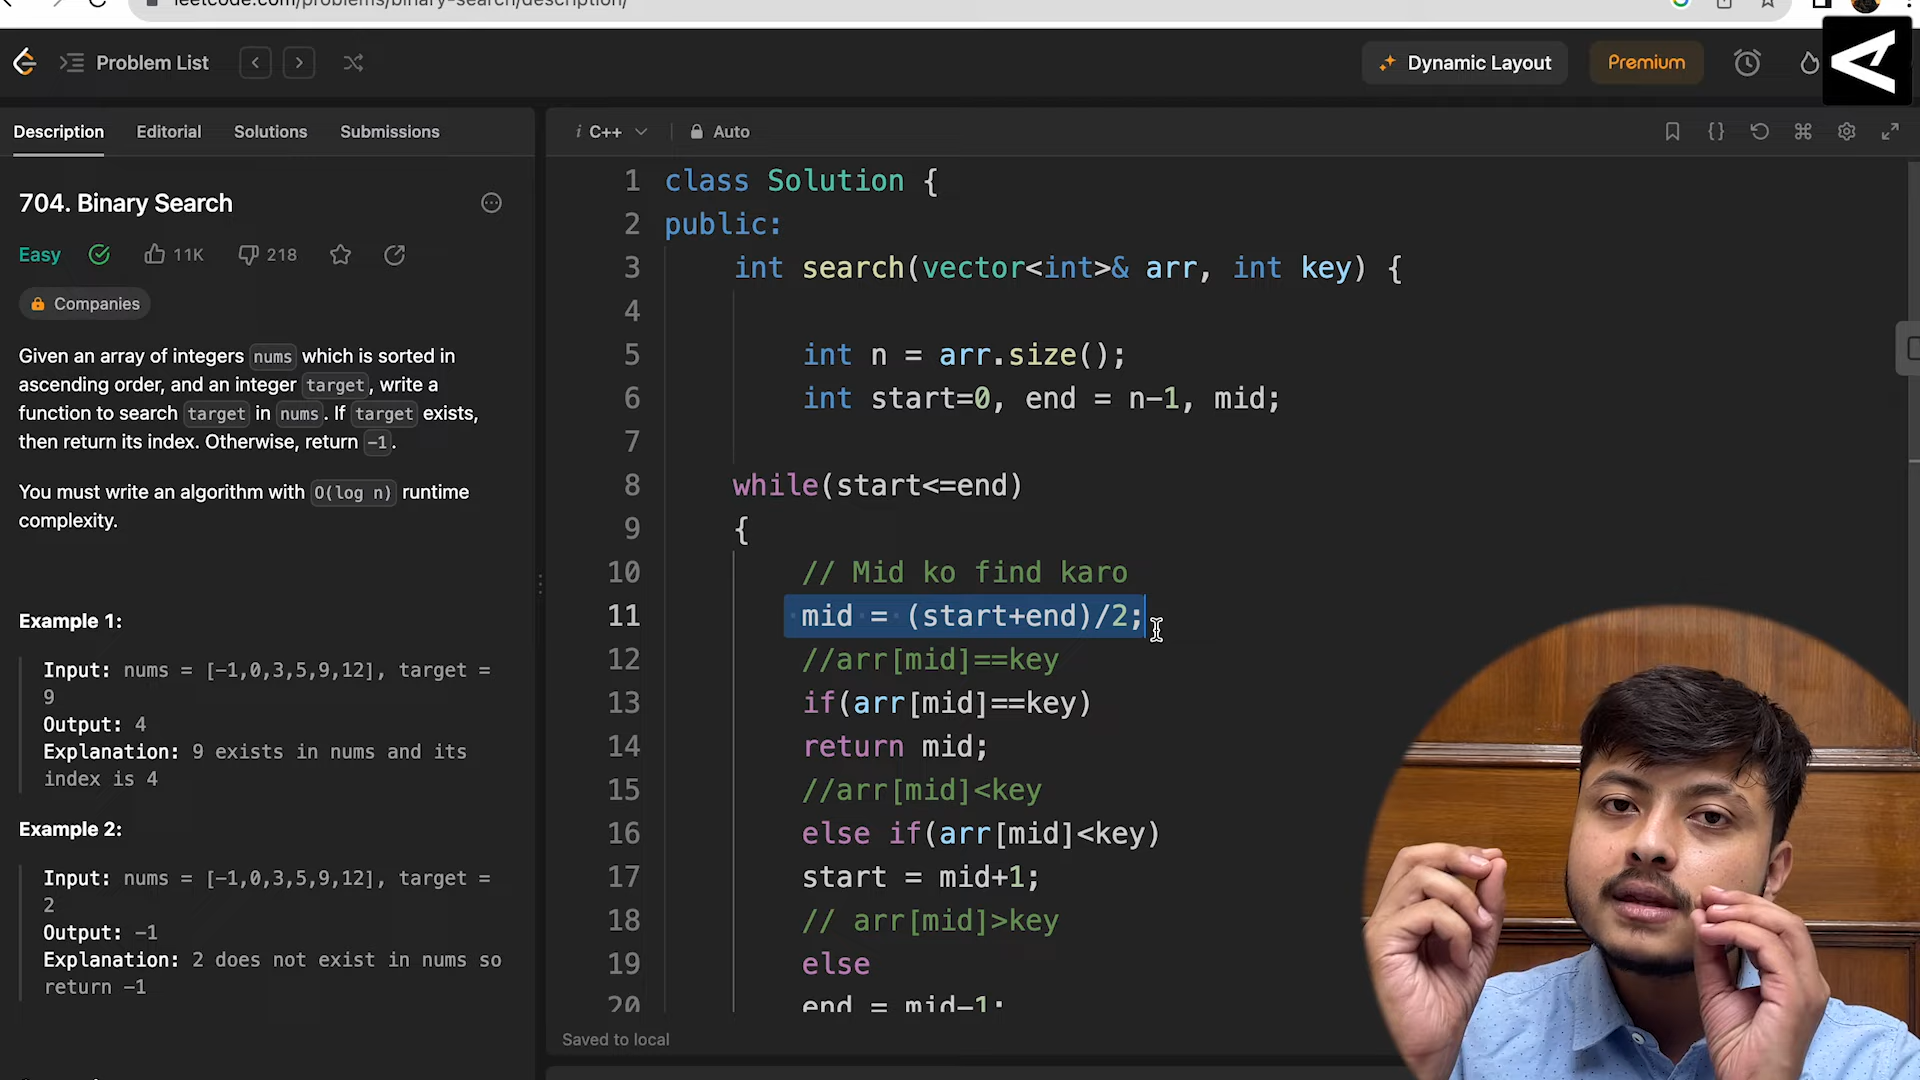 leetcode.com/problems/binary-search/description/
Problem List
Dynamic Layout
Premium
Description
Editorial
Solutions
Submissions
704. Binary Search
Easy
11K
218
Companies
Given an array of integers nums which is sorted in
ascending order, and an integer target, write a
function to search target in nums. If target exists,
then return its index. Otherwise, return -1.
You must write an algorithm with O(log n) runtime
complexity.
Example 1:
Input: nums = [-1,0,3,5,9,12], target =
9
Output: 4
Explanation: 9 exists in nums and its
index is 4
Example 2:
Input: nums = [-1,0,3,5,9,12], target =
2
Output: -1
Explanation: 2 does not exist in nums so
return -1
i C++
Auto
1 class Solution {
2 public:
3 int search(vector<int>& arr, int key) {
4
5 int n = arr.size();
6 int start=0, end = n-1, mid;
7
8 while(start<=end)
9 {
10 // Mid ko find karo
11 mid = (start+end)/2;
12 //arr[mid]==key
13 if(arr[mid]==key)
14 return mid;
15 //arr[mid]<key
16 else if(arr[mid]<key)
17 start = mid+1;
18 // arr[mid]>key
19 else
20 end = mid-1;
Saved to local